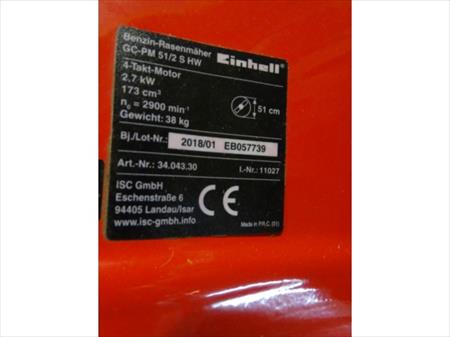 Benzin-Rasenmäher
GC-PM 51/2 S HW
Einhell
4-Takt-Motor
2,7 kW
173 cm³
n₀ = 2900 min⁻¹
51 cm
Gewicht: 38 kg
Bj./Lot-Nr.: 2018/01 EB057739
Art.-Nr.: 34.043.30 I.-Nr.: 11027
ISC GmbH
Eschenstraße 6
94405 Landau/Isar
www.isc-gmbh.info
CE
Made in P.R.C. (01)